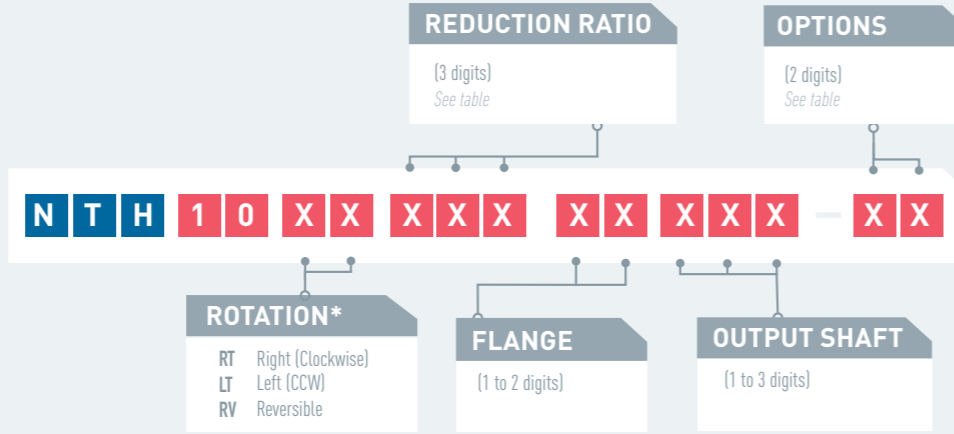 REDUCTION RATIO
(3 digits)
See table
OPTIONS
(2 digits)
See table
N T H 1 0 X X X X X X X X X X – X X
ROTATION*
RT Right (Clockwise)
LT Left (CCW)
RV Reversible
FLANGE
(1 to 2 digits)
OUTPUT SHAFT
(1 to 3 digits)